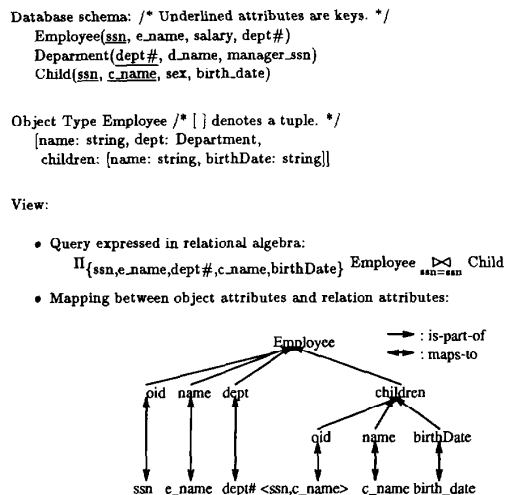 Database schema: /* Underlined attributes are keys. */
Employee(ssn, e_name, salary, dept#)
Deparment(dept#, d_name, manager_ssn)
Child(ssn, c_name, sex, birth_date)
Object Type Employee /* [ ] denotes a tuple. */
[name: string, dept: Department,
children: [name: string, birthDate: string]]
View:
• Query expressed in relational algebra:
Π{ssn,e_name,dept#,c_name,birthDate} Employee ⋈ssn=ssn Child
• Mapping between object attributes and relation attributes:
Employee
: is-part-of
: maps-to
oid name dept children
oid name birthDate
ssn e_name dept# <ssn,c_name> c_name birth_date